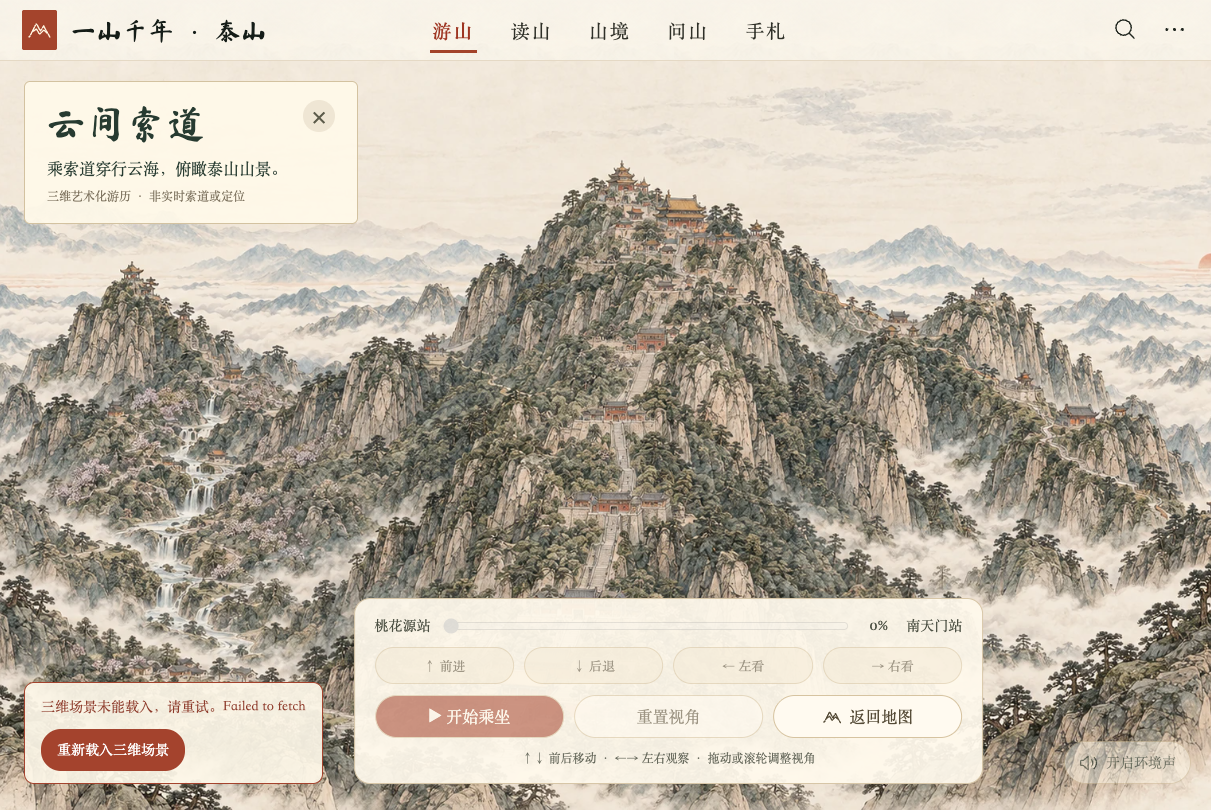 一山千年 · 泰山
游山 读山 山境 问山 手札
云间索道
乘索道穿行云海，俯瞰泰山山景。
三维艺术化游历 · 非实时索道或定位
桃花源站 0% 南天门站
↑ 前进 ↓ 后退 ← 左看 → 右看
开始乘坐 重置视角 返回地图
↑ ↓ 前后移动 · ←→ 左右观察 · 拖动或滚轮调整视角
三维场景未能载入，请重试。Failed to fetch
重新载入三维场景
开启环境声